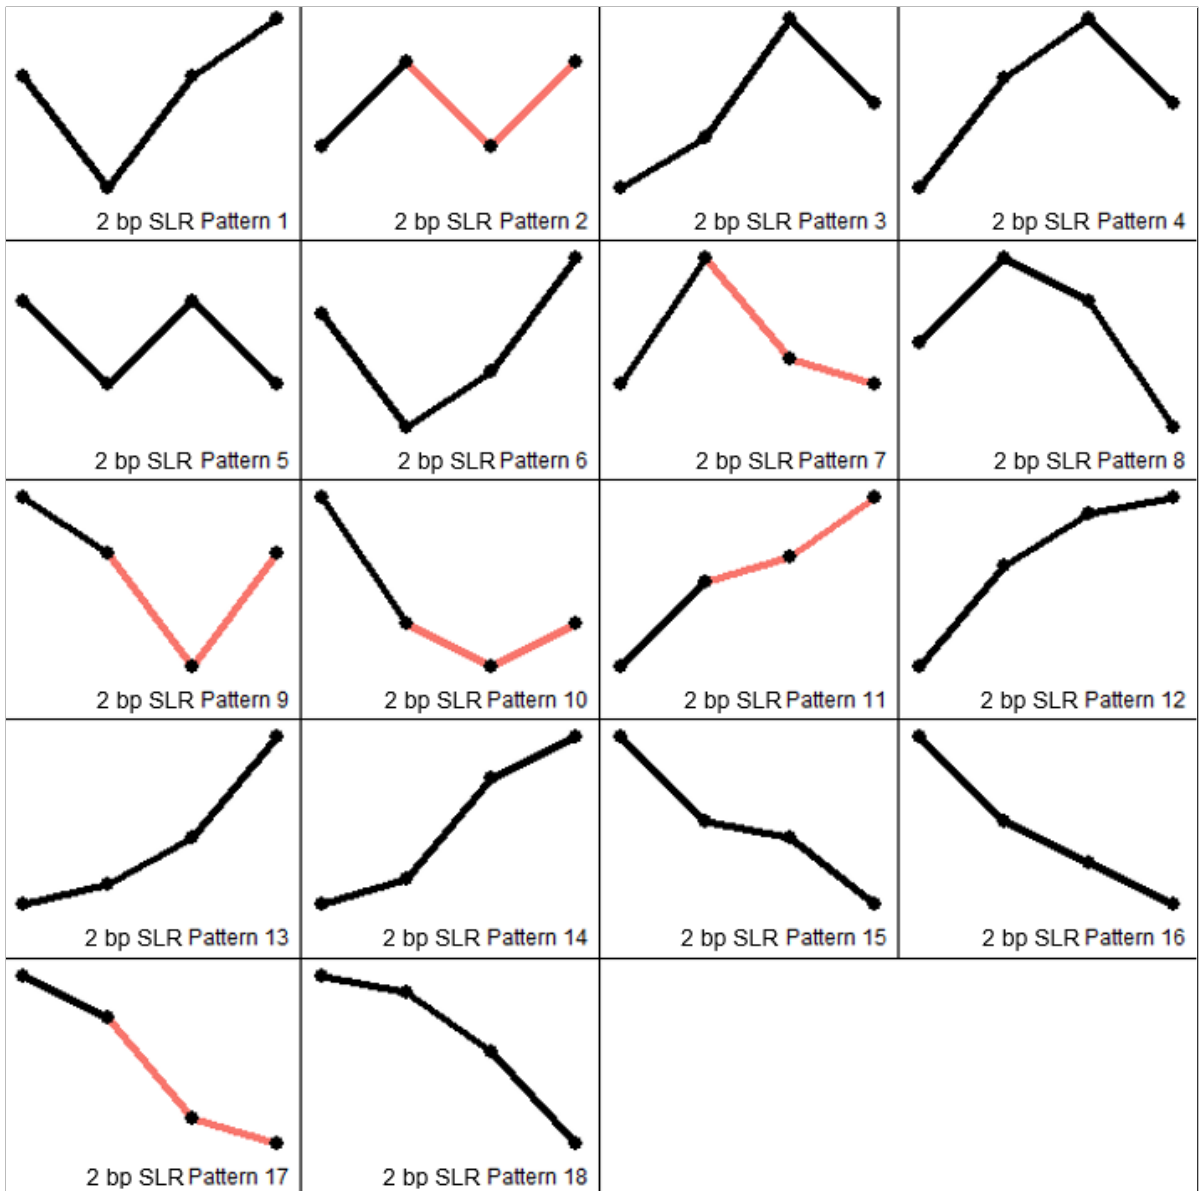 2 bp SLR Pattern 1
2 bp SLR Pattern 2
2 bp SLR Pattern 3
2 bp SLR Pattern 4
2 bp SLR Pattern 5
2 bp SLR Pattern 6
2 bp SLR Pattern 7
2 bp SLR Pattern 8
2 bp SLR Pattern 9
2 bp SLR Pattern 10
2 bp SLR Pattern 11
2 bp SLR Pattern 12
2 bp SLR Pattern 13
2 bp SLR Pattern 14
2 bp SLR Pattern 15
2 bp SLR Pattern 16
2 bp SLR Pattern 17
2 bp SLR Pattern 18